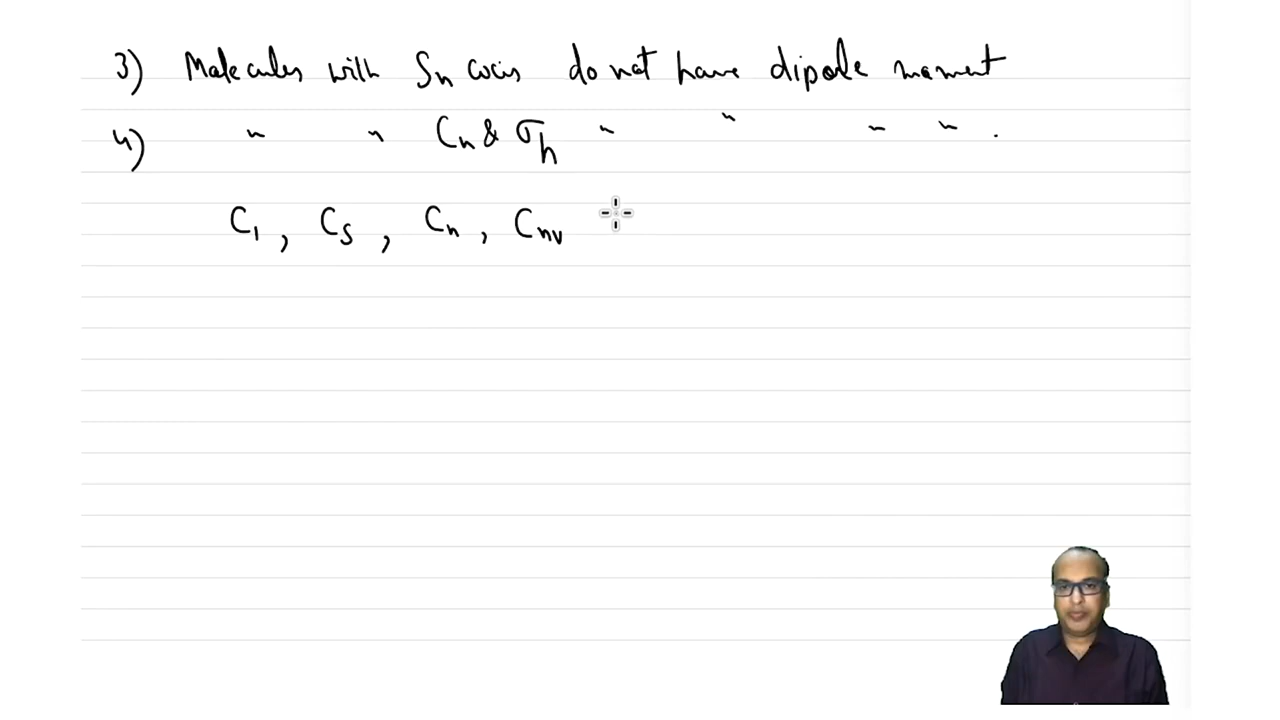 3) Molecules with Sn axis do not have dipole moment
4) " " Cn & σh " " " " .
C1, CS, Cn, Cnv